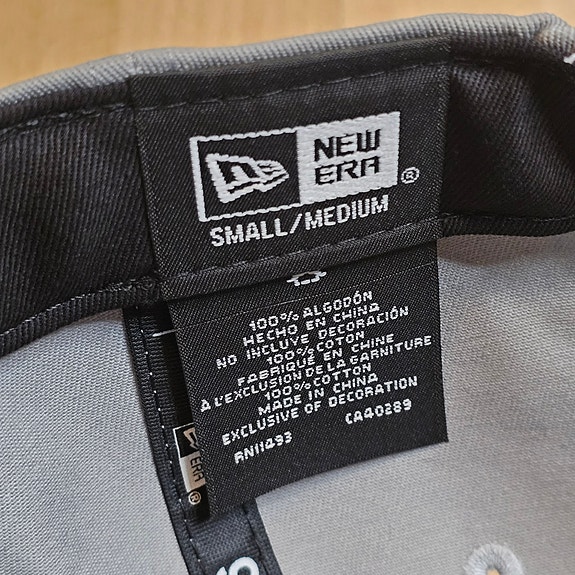 NEW
ERA
®
SMALL/MEDIUM
100% ALGODÓN
HECHO EN CHINA
NO INCLUYE DECORACIÓN
100% COTON
FABRIQUÉ EN CHINE
À L'EXCLUSION DE LA GARNITURE
100% COTTON
MADE IN CHINA
EXCLUSIVE OF DECORATION
RN11493 CA40289
ERA
®